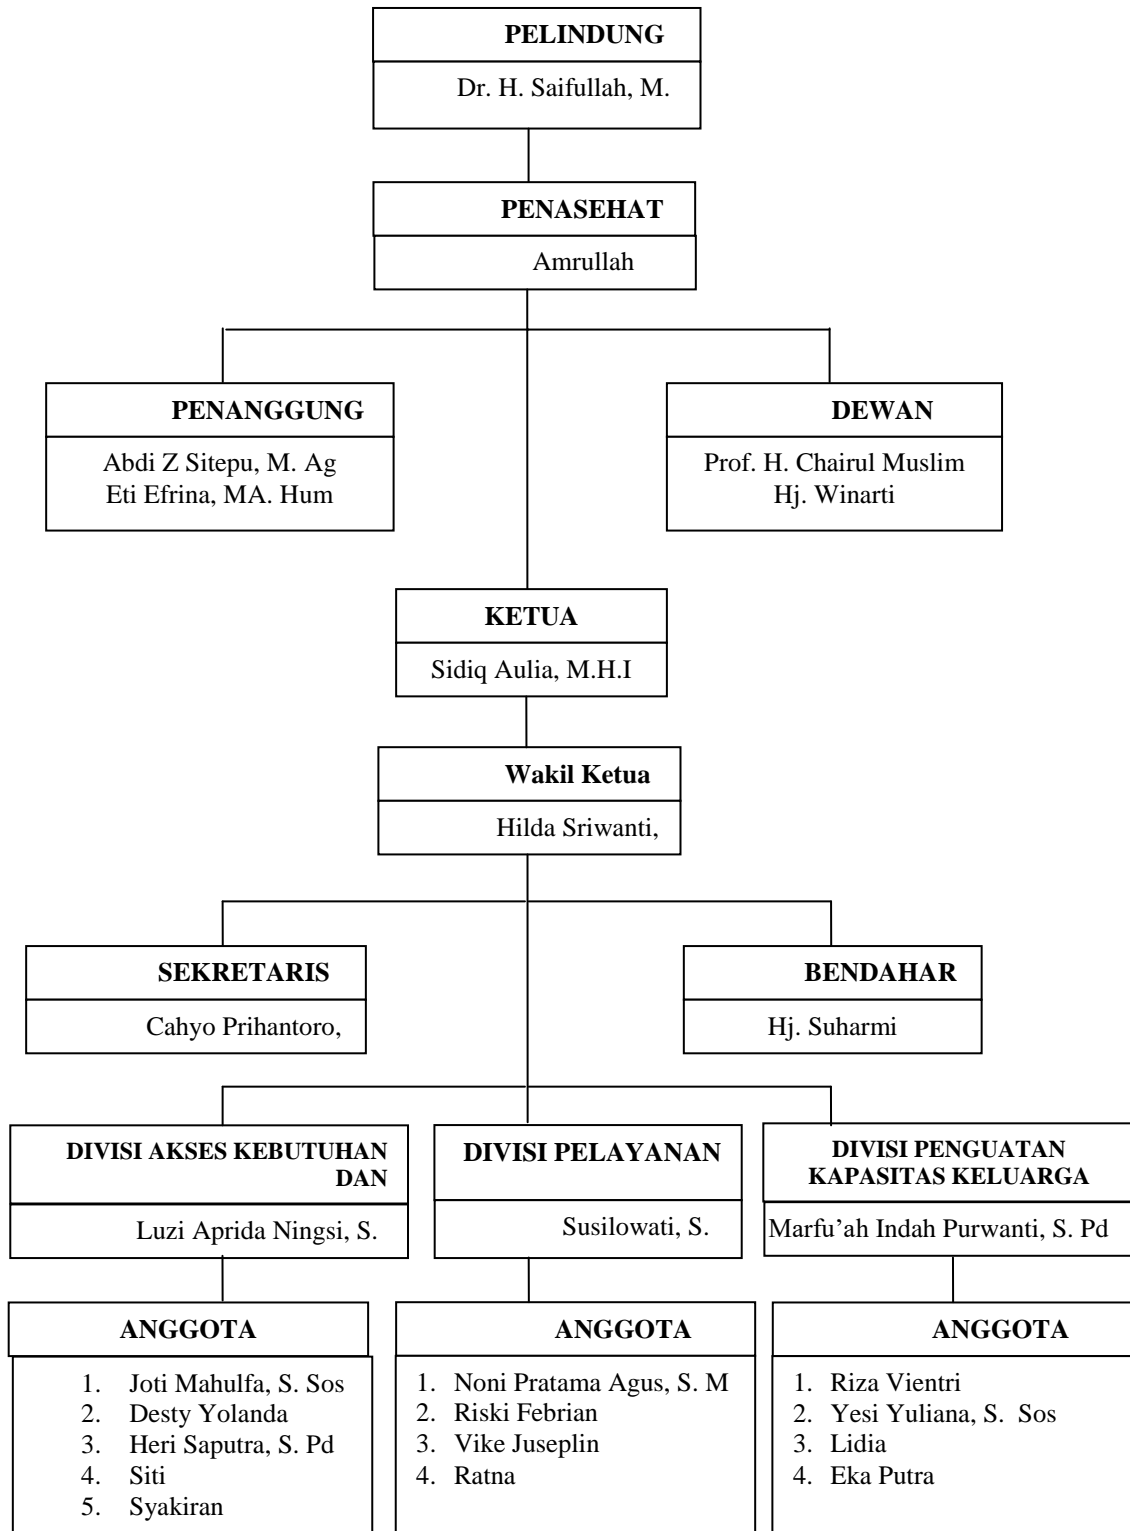 PELINDUNG
Dr. H. Saifullah, M.
PENASEHAT
Amrullah
PENANGGUNG
Abdi Z Sitepu, M. Ag
Eti Efrina, MA. Hum
DEWAN
Prof. H. Chairul Muslim
Hj. Winarti
KETUA
Sidiq Aulia, M.H.I
Wakil Ketua
Hilda Sriwanti,
SEKRETARIS
Cahyo Prihantoro,
BENDAHAR
Hj. Suharmi
DIVISI AKSES KEBUTUHAN
DAN
Luzi Aprida Ningsi, S.
DIVISI PELAYANAN
Susilowati, S.
DIVISI PENGUATAN
KAPASITAS KELUARGA
Marfu’ah Indah Purwanti, S. Pd
ANGGOTA
1. Joti Mahulfa, S. Sos
2. Desty Yolanda
3. Heri Saputra, S. Pd
4. Siti
5. Syakiran
ANGGOTA
1. Noni Pratama Agus, S. M
2. Riski Febrian
3. Vike Juseplin
4. Ratna
ANGGOTA
1. Riza Vientri
2. Yesi Yuliana, S. Sos
3. Lidia
4. Eka Putra